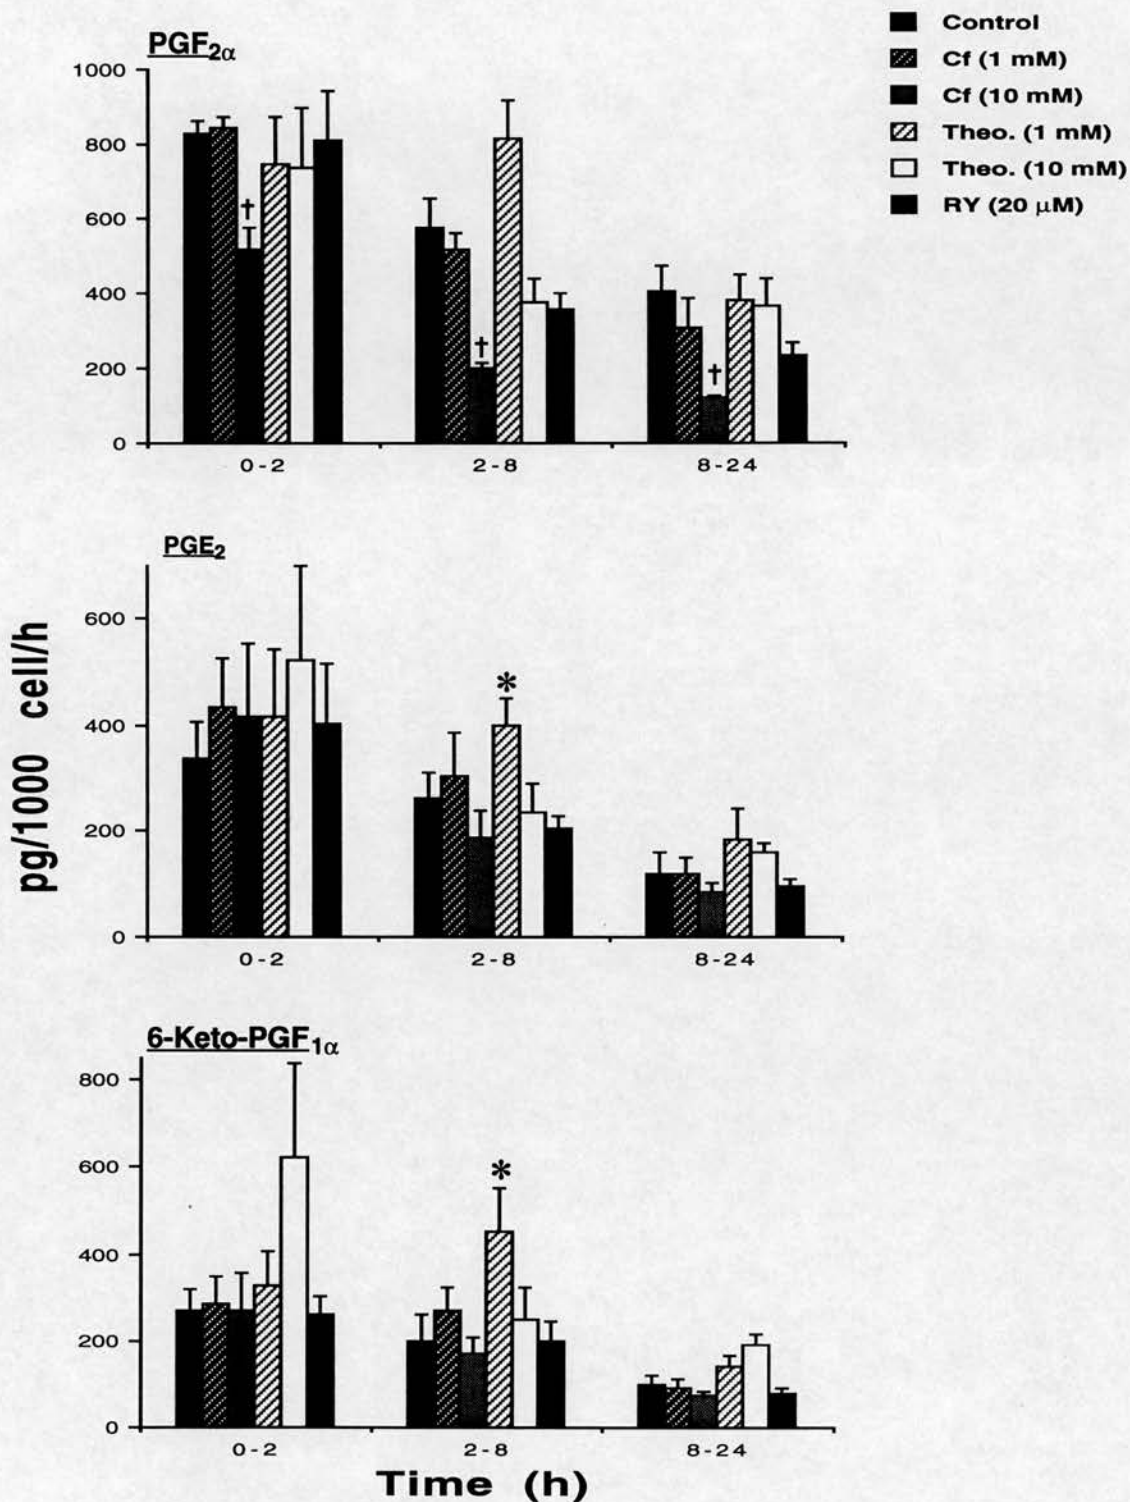 Control
Cf (1 mM)
Cf (10 mM)
Theo. (1 mM)
Theo. (10 mM)
RY (20 μM)
PGF2α
1000
800
600
400
200
0
†
†
†
0-2
2-8
8-24
PGE2
600
400
200
0
*
0-2
2-8
8-24
pg/1000 cell/h
6-Keto-PGF1α
800
600
400
200
0
*
0-2
2-8
8-24
Time (h)